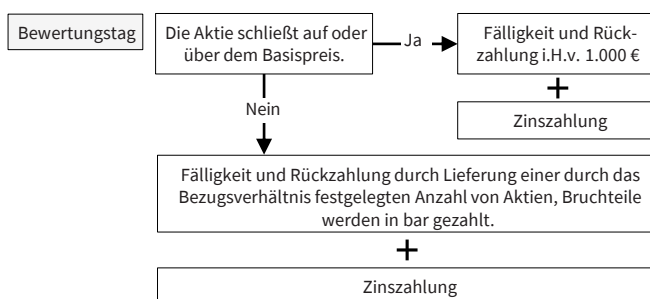 Bewertungstag
Die Aktie schließt auf oder
über dem Basispreis.
Ja
Fälligkeit und Rück-
zahlung i.H.v. 1.000 €
+
Zinszahlung
Nein
Fälligkeit und Rückzahlung durch Lieferung einer durch das
Bezugsverhältnis festgelegten Anzahl von Aktien, Bruchteile
werden in bar gezahlt.
+
Zinszahlung